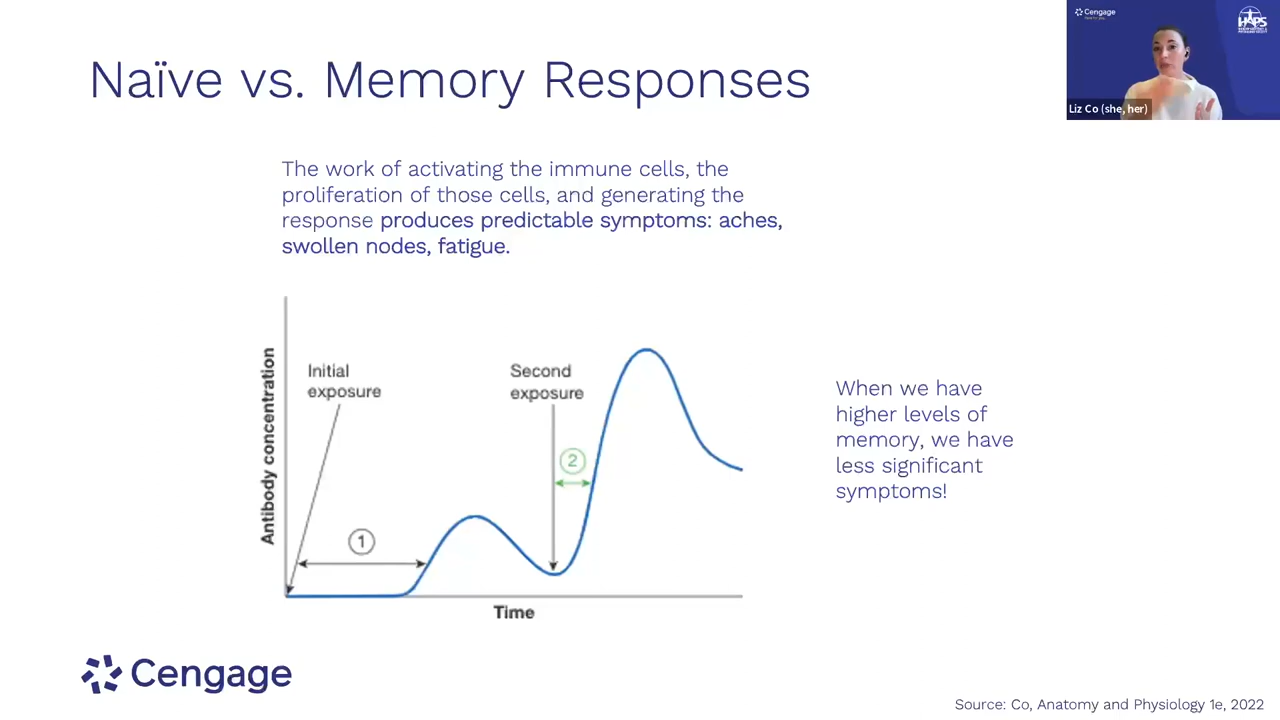 Cengage
HAPS
Liz Co (she, her)
Naïve vs. Memory Responses
The work of activating the immune cells, the
proliferation of those cells, and generating the
response produces predictable symptoms: aches,
swollen nodes, fatigue.
Antibody concentration
Initial
exposure
Second
exposure
2
1
Time
When we have
higher levels of
memory, we have
less significant
symptoms!
Cengage
Source: Co, Anatomy and Physiology 1e, 2022